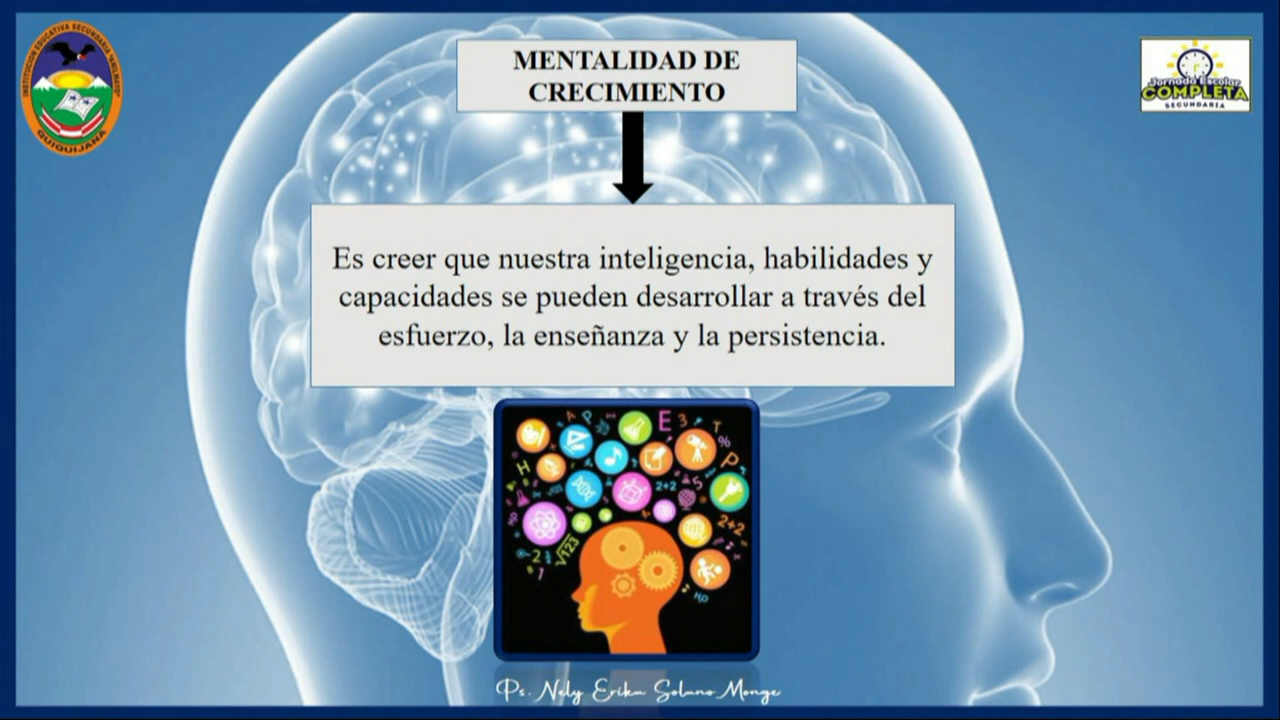 MENTALIDAD DE
CRECIMIENTO
Jornada Escolar
COMPLETA
SECUNDARIA
QUIQUIJANA
Es creer que nuestra inteligencia, habilidades y
capacidades se pueden desarrollar a través del
esfuerzo, la enseñanza y la persistencia.
Ps. Nely Erika Solano Monge